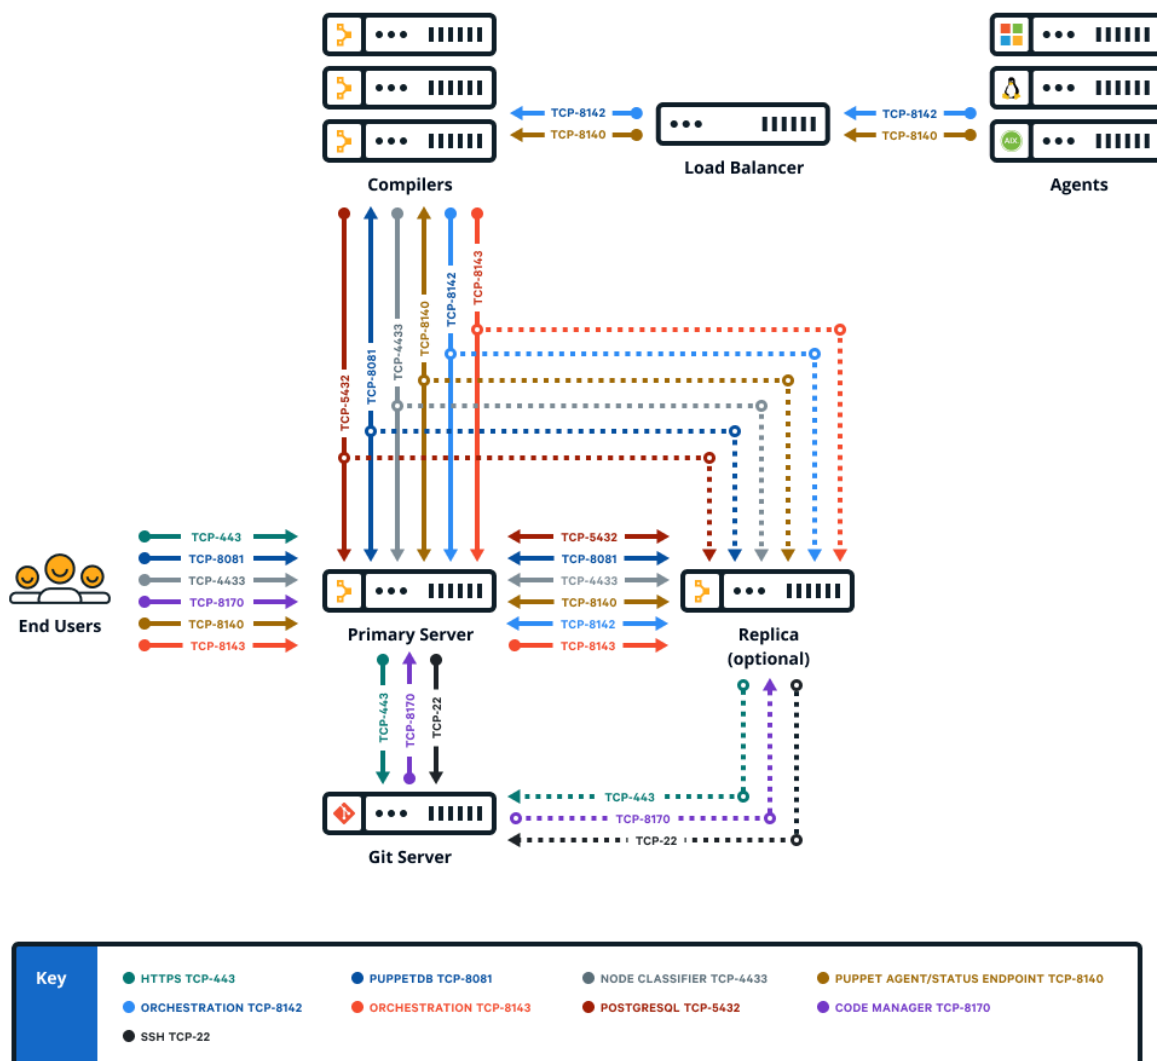 TCP-8142
TCP-8140
TCP-8142
TCP-8140
AIX
Compilers
Load Balancer
Agents
TCP-5432
TCP-8081
TCP-4433
TCP-8140
TCP-8142
TCP-8143
TCP-443
TCP-8081
TCP-4433
TCP-8170
TCP-8140
TCP-8143
End Users
Primary Server
TCP-5432
TCP-8081
TCP-4433
TCP-8140
TCP-8142
TCP-8143
Replica
(optional)
TCP-443
TCP-8170
TCP-22
TCP-443
TCP-8170
TCP-22
Git Server
Key
HTTPS TCP-443
PUPPETDB TCP-8081
NODE CLASSIFIER TCP-4433
PUPPET AGENT/STATUS ENDPOINT TCP-8140
ORCHESTRATION TCP-8142
ORCHESTRATION TCP-8143
POSTGRESQL TCP-5432
CODE MANAGER TCP-8170
SSH TCP-22